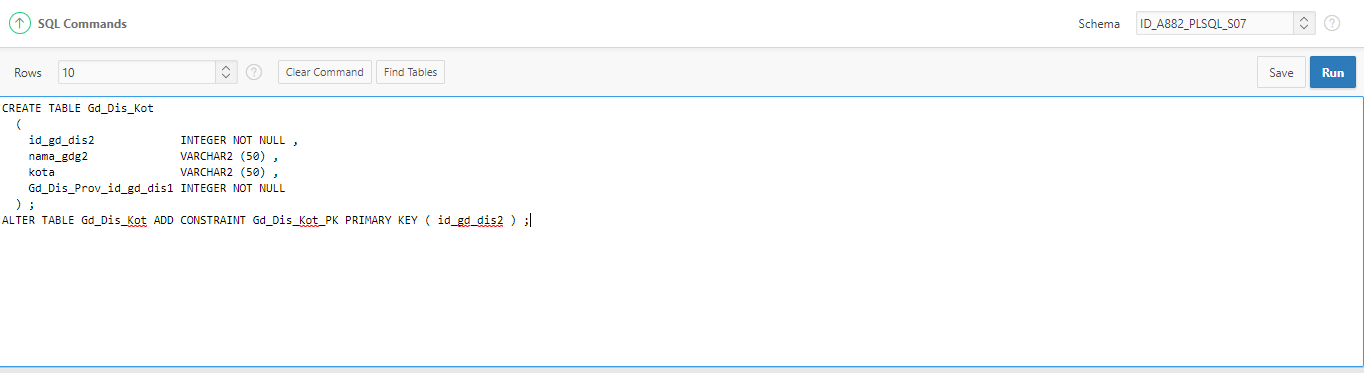 SQL Commands
Schema ID_A882_PLSQL_S07 ?
Rows 10 ? Clear Command Find Tables Save Run
CREATE TABLE Gd_Dis_Kot
(
id_gd_dis2 INTEGER NOT NULL ,
nama_gdg2 VARCHAR2 (50) ,
kota VARCHAR2 (50) ,
Gd_Dis_Prov_id_gd_dis1 INTEGER NOT NULL
) ;
ALTER TABLE Gd_Dis_Kot ADD CONSTRAINT Gd_Dis_Kot_PK PRIMARY KEY ( id_gd_dis2 ) ;